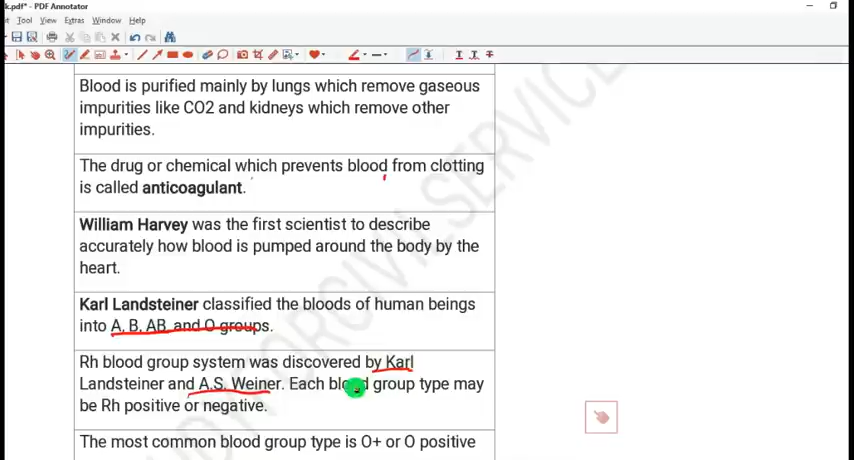 k.pdf* - PDF Annotator
it Tool View Extras Window Help
Blood is purified mainly by lungs which remove gaseous
impurities like CO2 and kidneys which remove other
impurities.
The drug or chemical which prevents blood from clotting
is called anticoagulant.
William Harvey was the first scientist to describe
accurately how blood is pumped around the body by the
heart.
Karl Landsteiner classified the bloods of human beings
into A, B, AB, and O groups.
Rh blood group system was discovered by Karl
Landsteiner and A.S. Weiner. Each blood group type may
be Rh positive or negative.
The most common blood group type is O+ or O positive